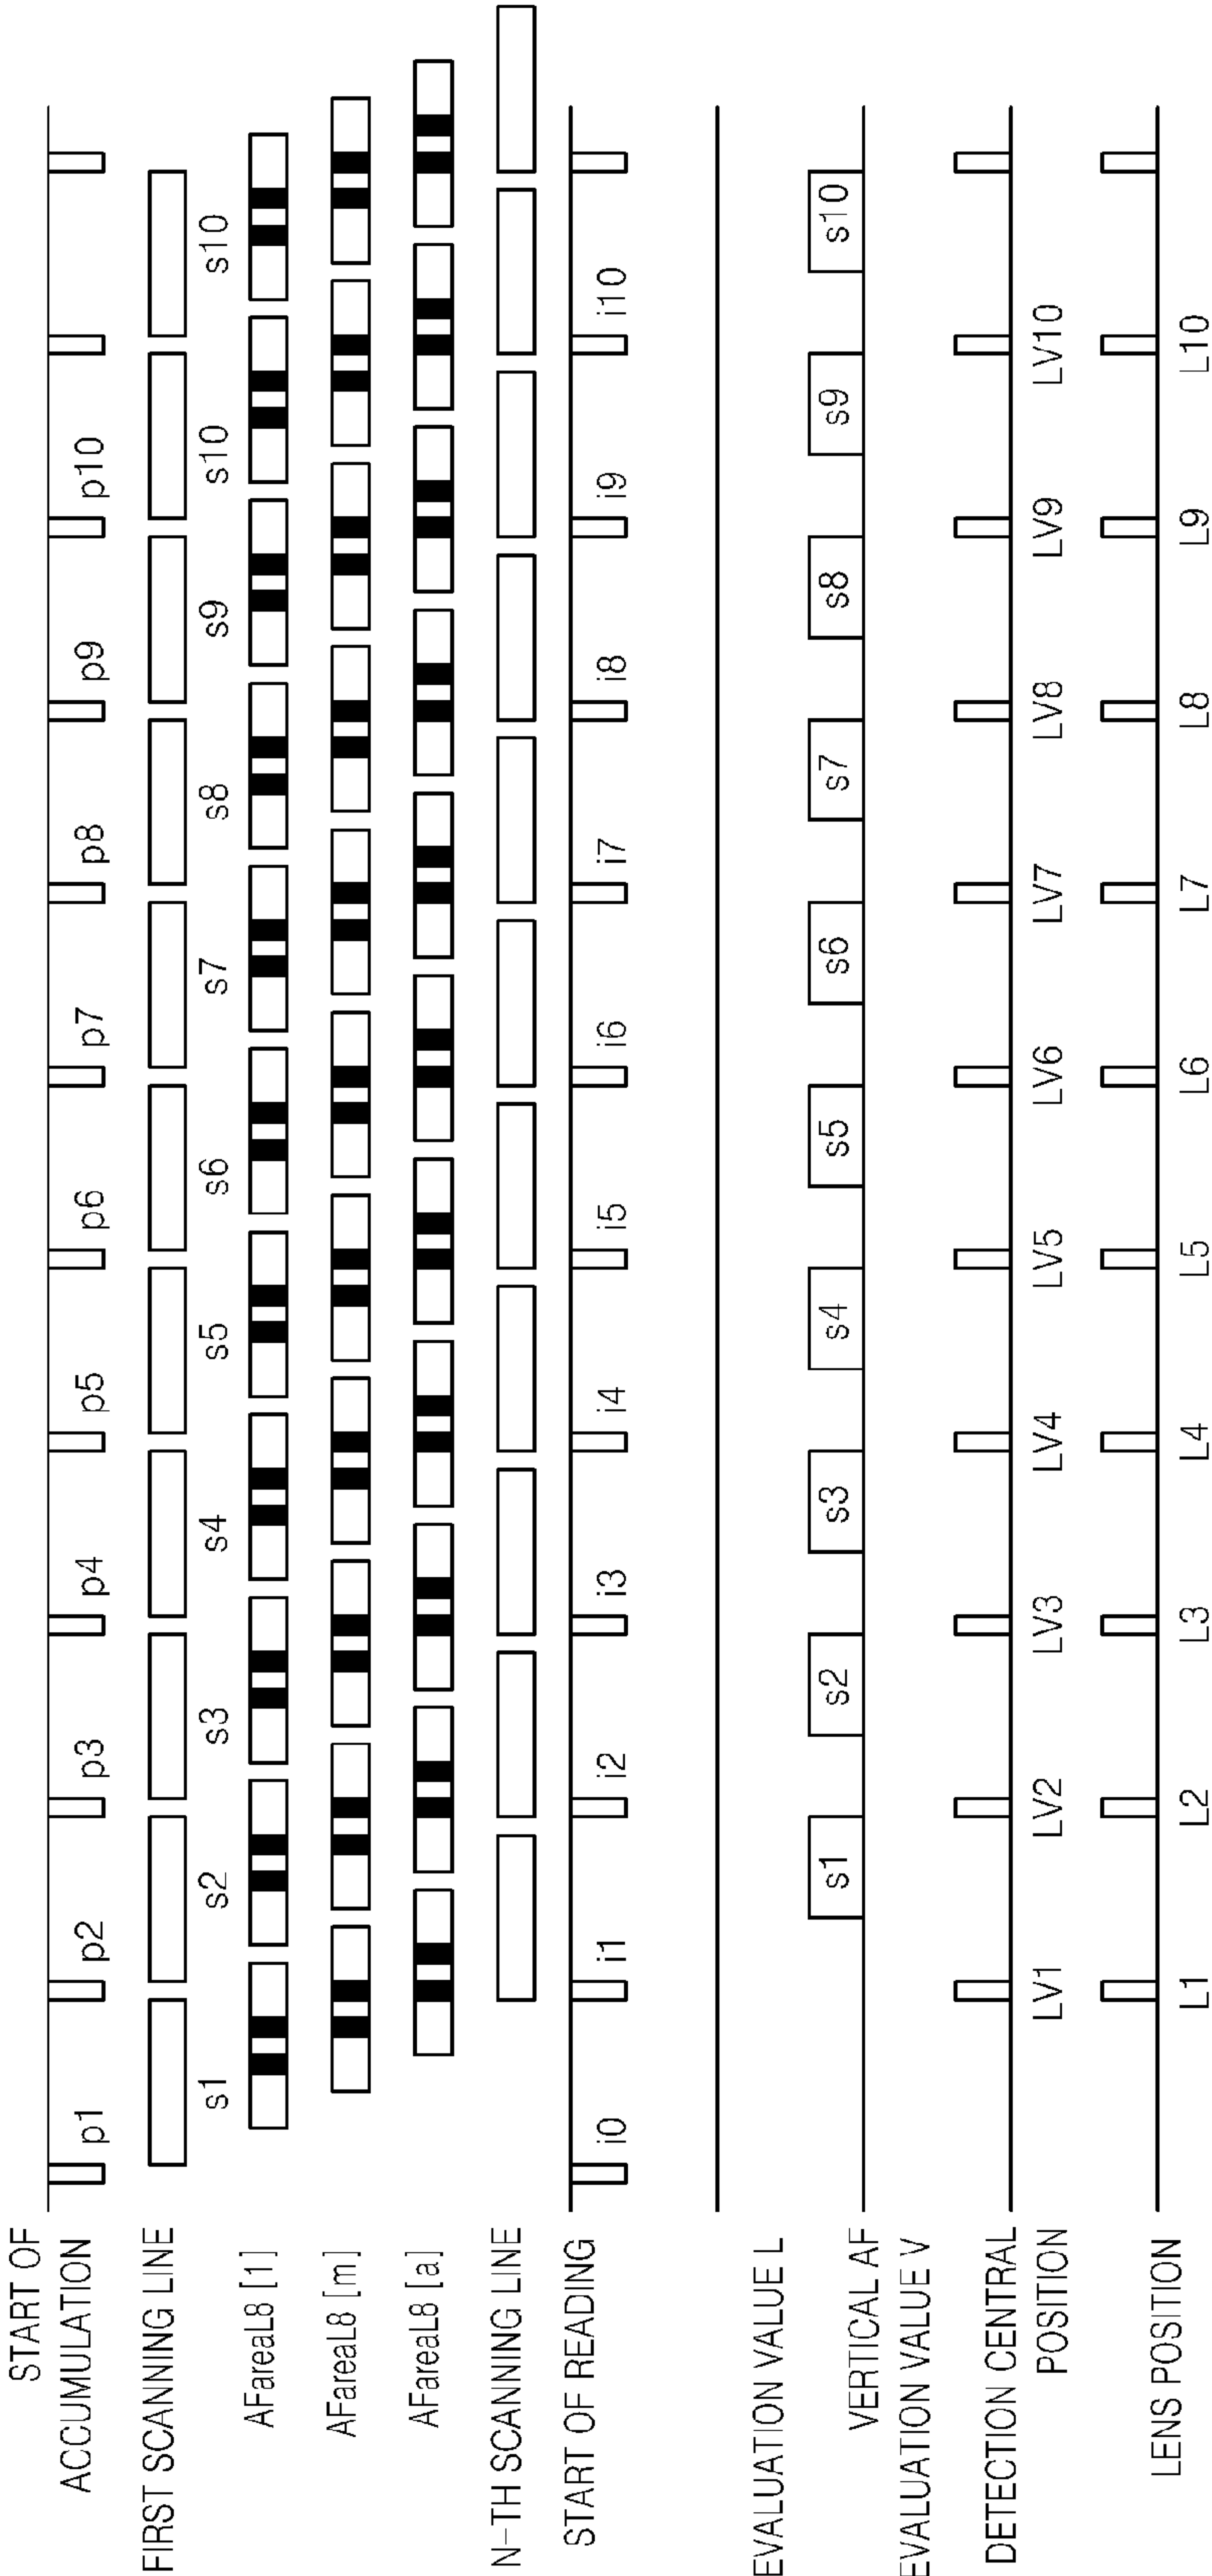 START OF
ACCUMULATION
p1 p2 p3 p4 p5 p6 p7 p8 p9 p10
FIRST SCANNING LINE
s1 s2 s3 s4 s5 s6 s7 s8 s9 s10 s10
AFareaL8 [1]
AFareaL8 [m]
AFareaL8 [a]
N-TH SCANNING LINE
START OF READING
i0 i1 i2 i3 i4 i5 i6 i7 i8 i9 i10
EVALUATION VALUE L
VERTICAL AF
EVALUATION VALUE V
s1 s2 s3 s4 s5 s6 s7 s8 s9 s10
DETECTION CENTRAL
POSITION
LV1 LV2 LV3 LV4 LV5 LV6 LV7 LV8 LV9 LV10
LENS POSITION
L1 L2 L3 L4 L5 L6 L7 L8 L9 L10